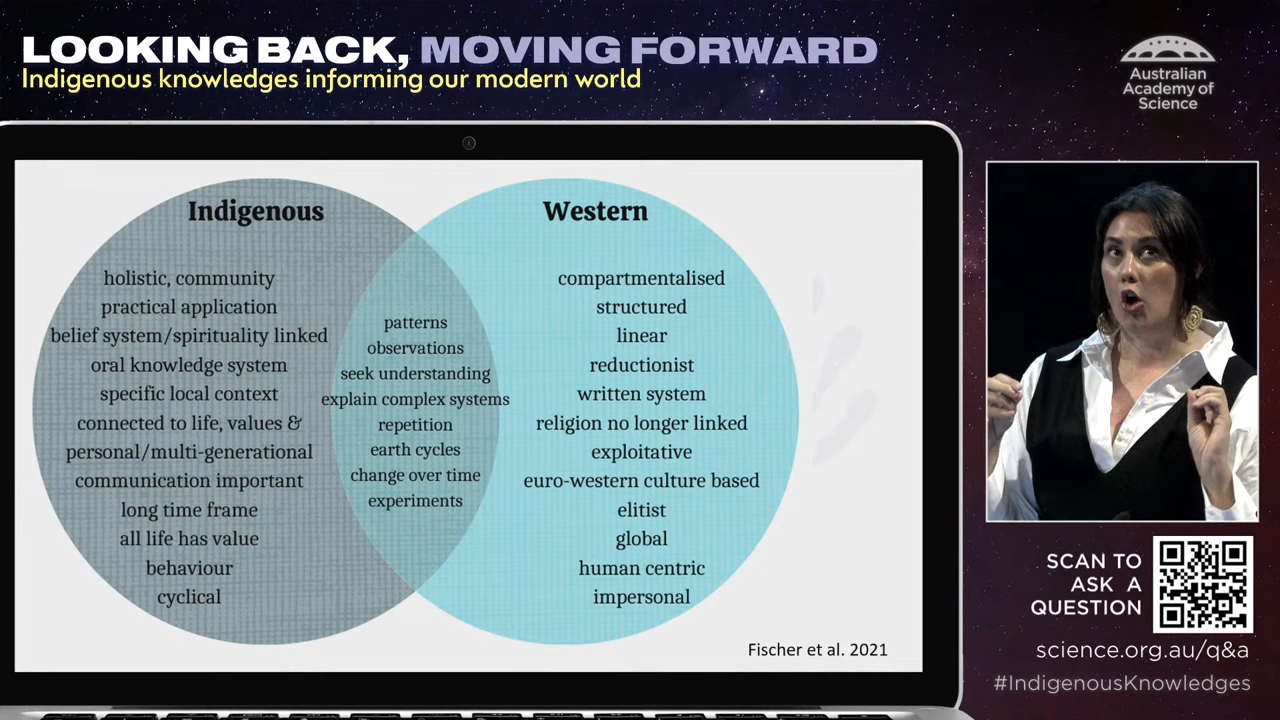 LOOKING BACK, MOVING FORWARD
Indigenous knowledges informing our modern world
Australian
Academy of
Science
Indigenous
holistic, community
practical application
belief system/spirituality linked
oral knowledge system
specific local context
connected to life, values &
personal/multi-generational
communication important
long time frame
all life has value
behaviour
cyclical
patterns
observations
seek understanding
explain complex systems
repetition
earth cycles
change over time
experiments
Western
compartmentalised
structured
linear
reductionist
written system
religion no longer linked
exploitative
euro-western culture based
elitist
global
human centric
impersonal
Fischer et al. 2021
SCAN TO
ASK A
QUESTION
science.org.au/q&a
#IndigenousKnowledges